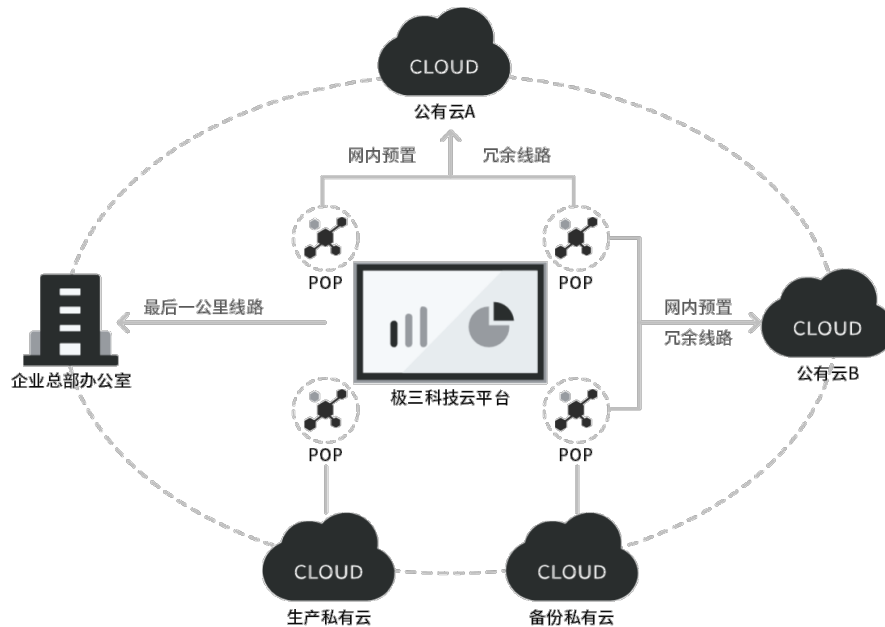 CLOUD
公有云A
网内预置
冗余线路
POP
POP
最后一公里线路
网内预置
冗余线路
CLOUD
企业总部办公室
公有云B
极三科技云平台
POP
POP
CLOUD
CLOUD
生产私有云
备份私有云